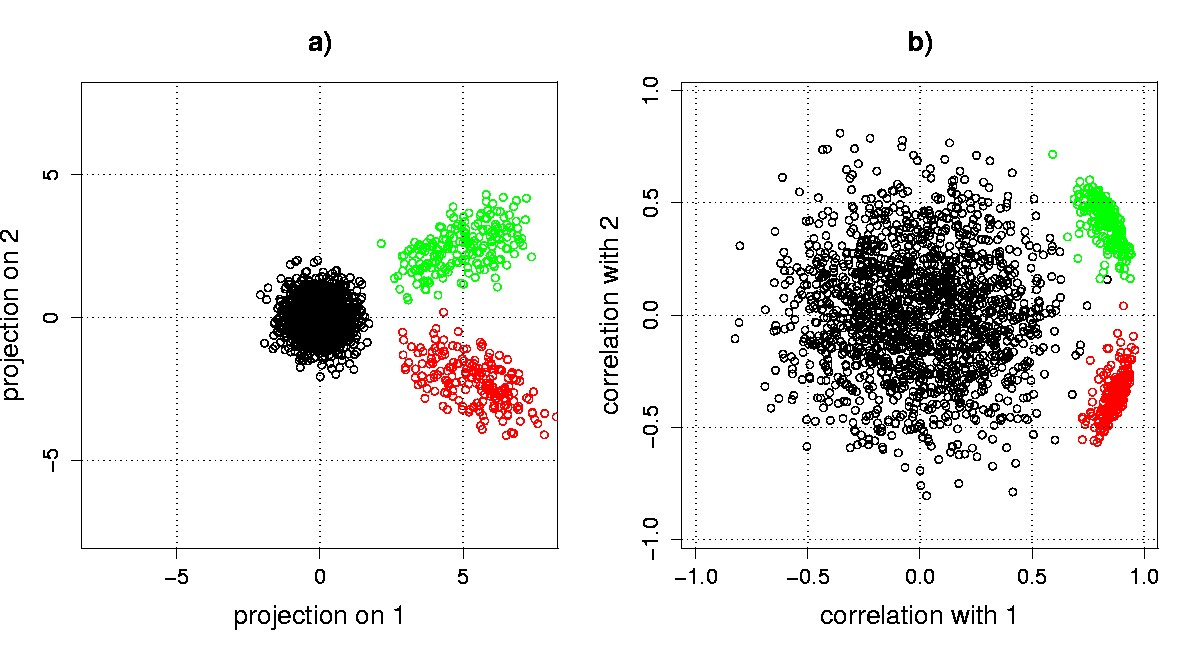 a)
projection on 2
5
0
−5
−5
0
5
projection on 1
b)
correlation with 2
1.0
0.5
0.0
−0.5
−1.0
−1.0
−0.5
0.0
0.5
1.0
correlation with 1